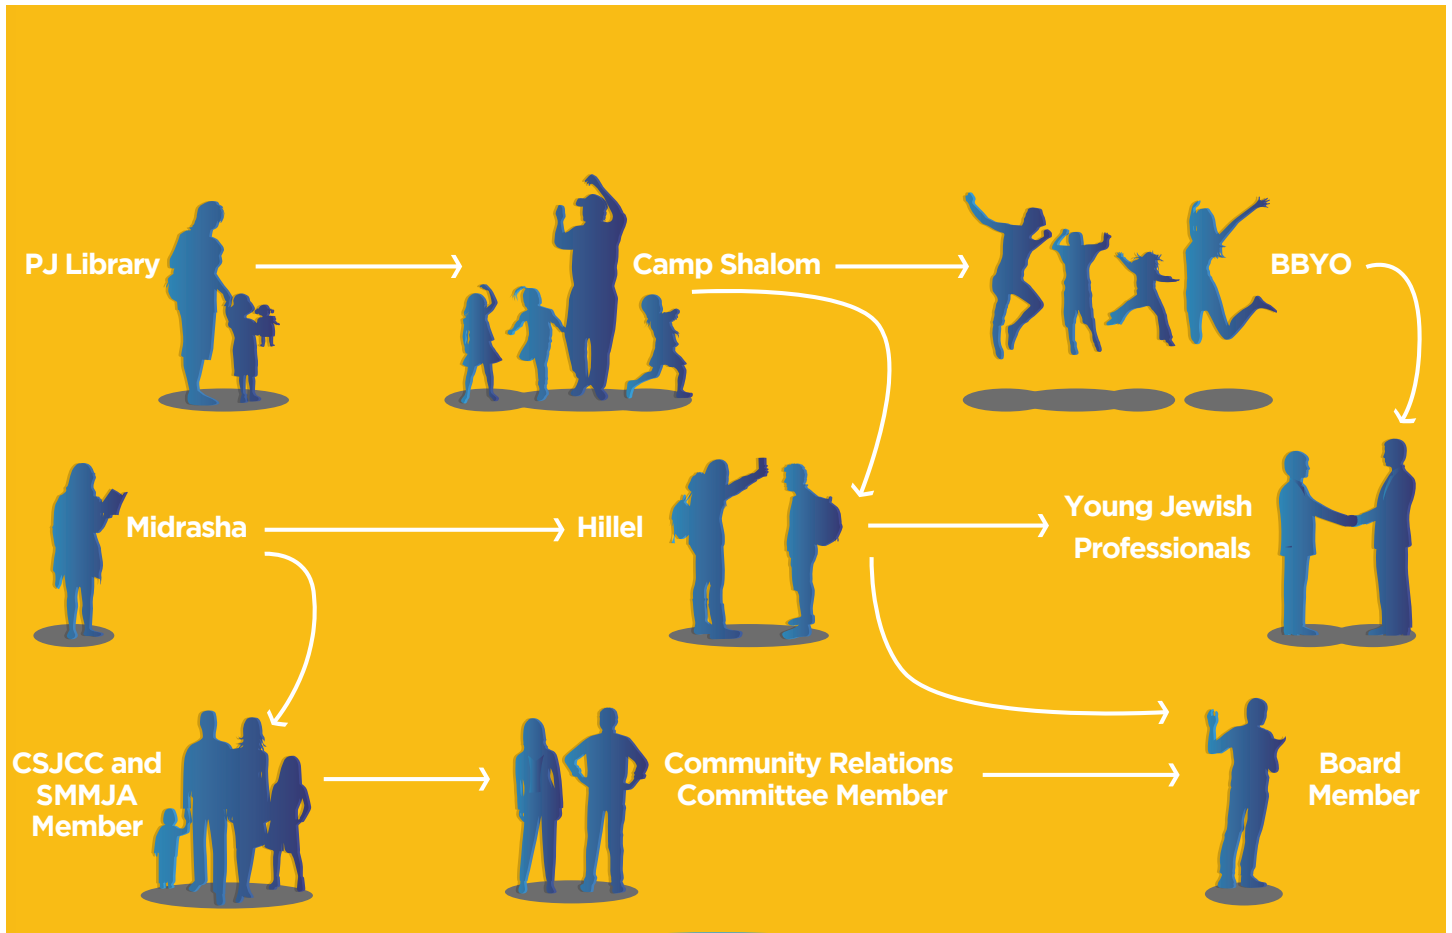 PJ Library
Camp Shalom
BBYO
Midrasha
Hillel
Young Jewish
Professionals
CSJCC and
SMMJA
Member
Community Relations
Committee Member
Board
Member